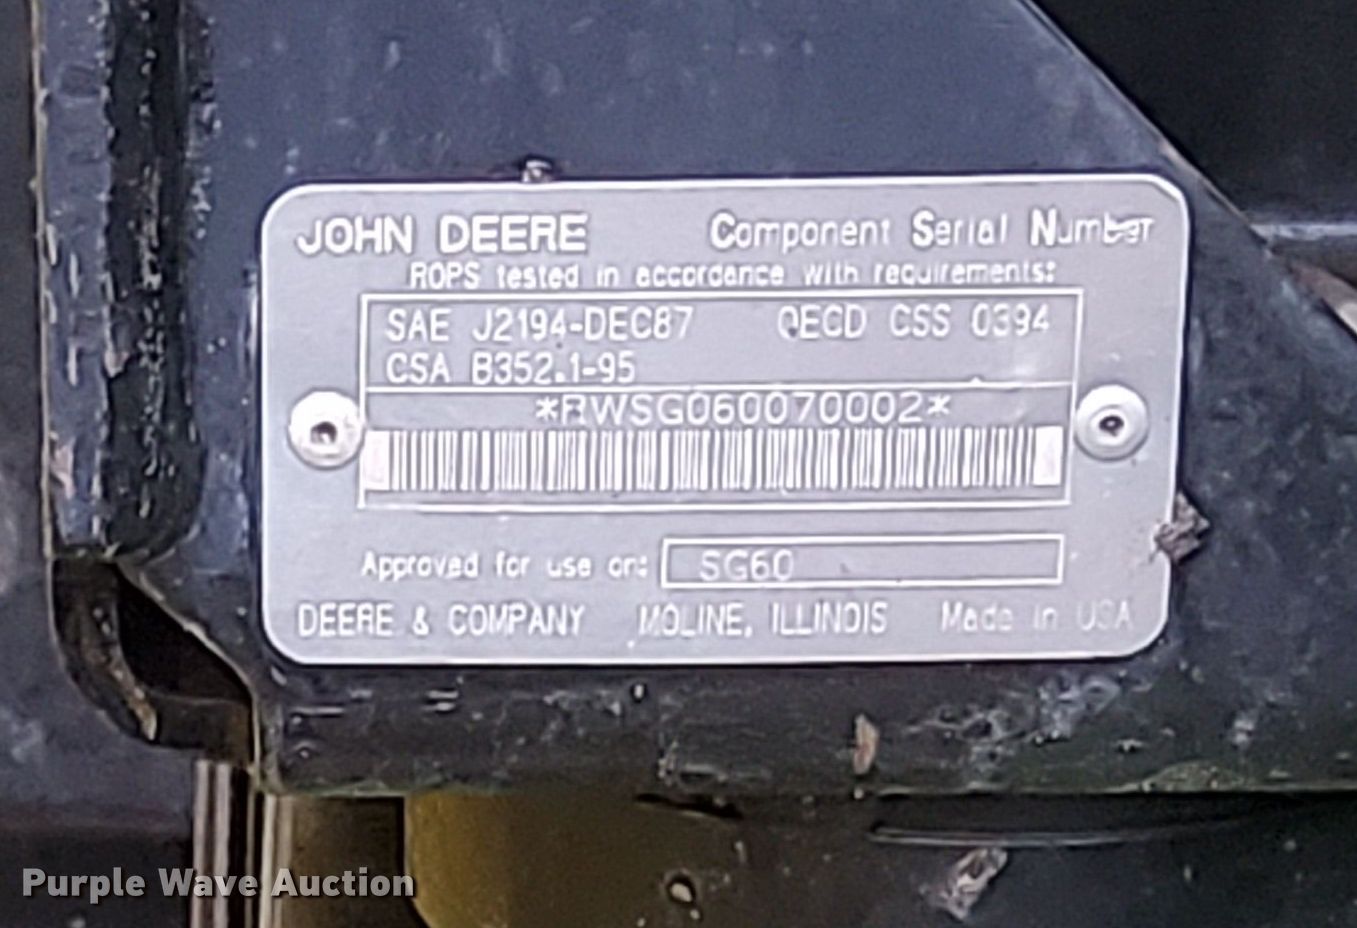 JOHN DEERE Component Serial Number
ROPS tested in accordance with requirements:
SAE J2194-DEC87 OECD CSS 0394
CSA B352.1-95
*RWSG060070002*
Approved for use on: SG60
DEERE & COMPANY MOLINE, ILLINOIS Made in USA
Purple Wave Auction